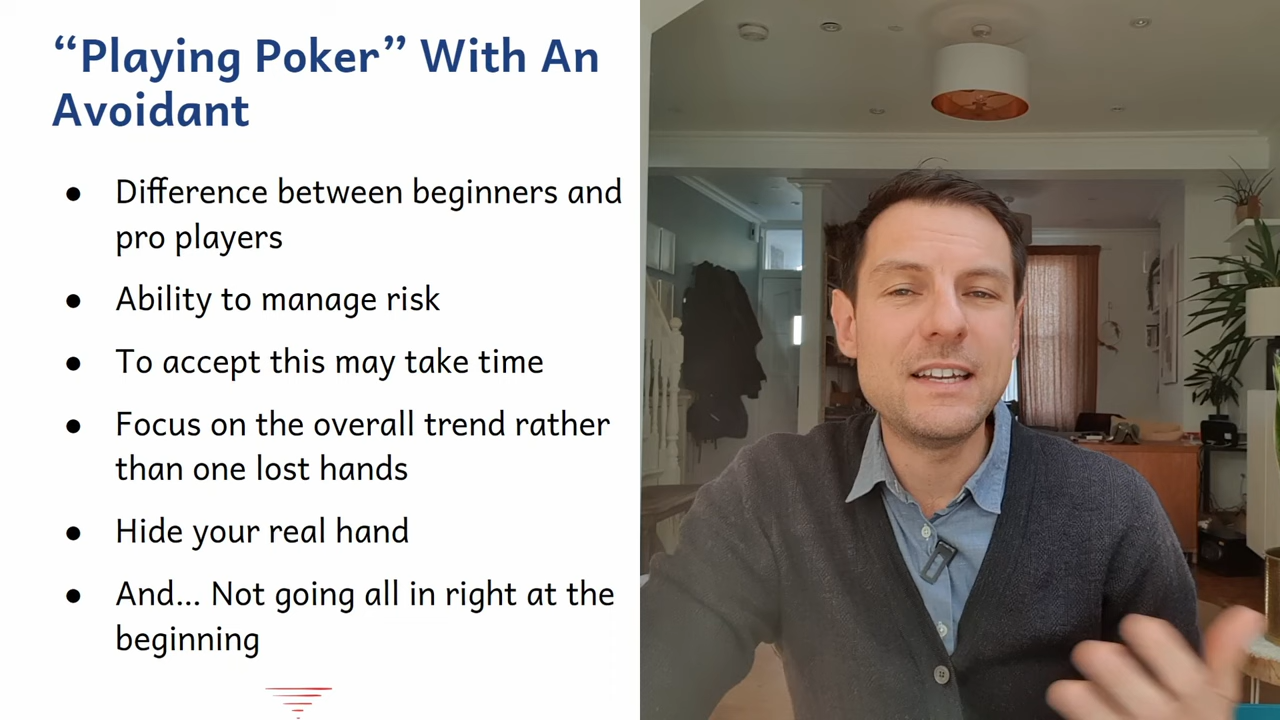 “Playing Poker” With An
Avoidant
● Difference between beginners and
pro players
● Ability to manage risk
● To accept this may take time
● Focus on the overall trend rather
than one lost hands
● Hide your real hand
● And... Not going all in right at the
beginning